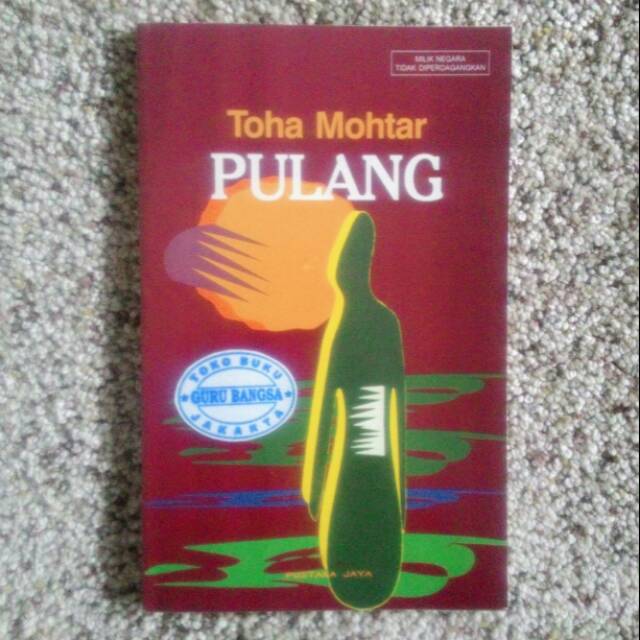 MILIK NEGARA
TIDAK DIPERDAGANGKAN
Toha Mohtar
PULANG
TOKO BUKU
GURU BANGSA
JAKARTA
PUSTAKA JAYA